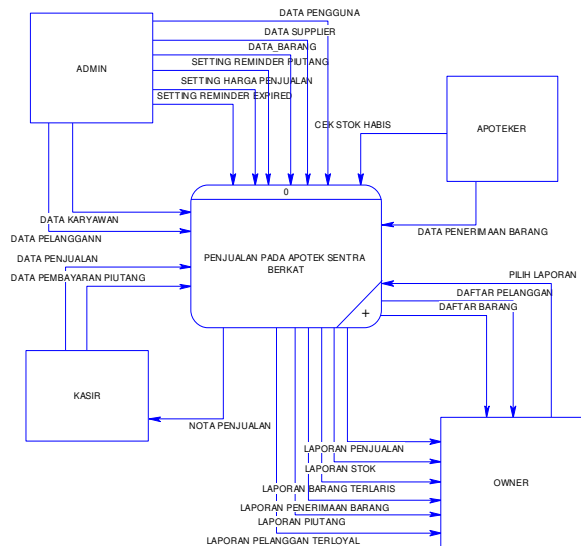 DATA PENGGUNA
DATA SUPPLIER
DATA_BARANG
SETTING REMINDER PIUTANG
SETTING HARGA PENJUALAN
SETTING REMINDER EXPIRED
ADMIN
CEK STOK HABIS
APOTEKER
0
PENJUALAN PADA APOTEK SENTRA
BERKAT
+
DATA KARYAWAN
DATA PELANGGANN
DATA PENERIMAAN BARANG
DATA PENJUALAN
DATA PEMBAYARAN PIUTANG
PILIH LAPORAN
DAFTAR PELANGGAN
DAFTAR BARANG
KASIR
NOTA PENJUALAN
LAPORAN PENJUALAN
LAPORAN STOK
LAPORAN BARANG TERLARIS
LAPORAN PENERIMAAN BARANG
LAPORAN PIUTANG
LAPORAN PELANGGAN TERLOYAL
OWNER